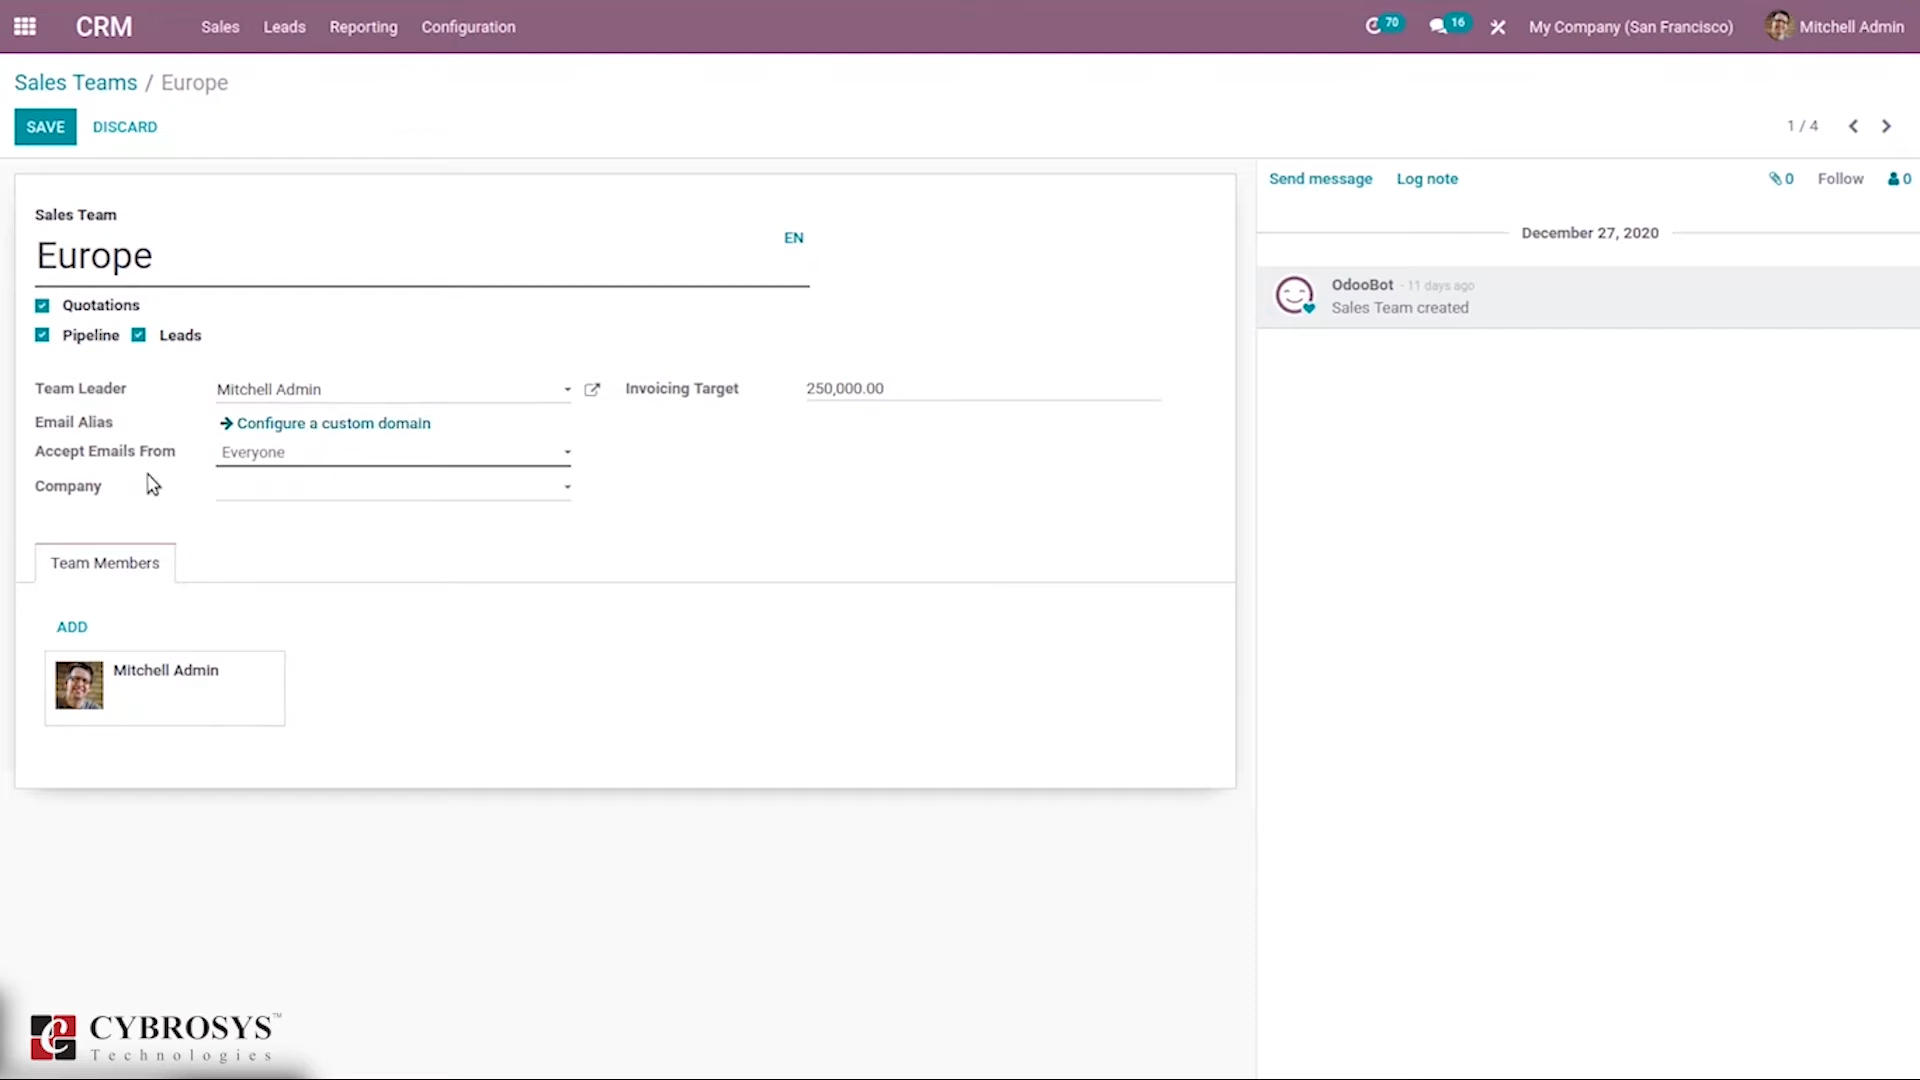 CRM Sales Leads Reporting Configuration 70 16 My Company (San Francisco) Mitchell Admin
Sales Teams / Europe
SAVE DISCARD 1 / 4
Send message Log note 0 Follow 0
Sales Team
Europe EN
December 27, 2020
Quotations
OdooBot - 11 days ago
Sales Team created
Pipeline Leads
Team Leader Mitchell Admin Invoicing Target 250,000.00
Email Alias Configure a custom domain
Accept Emails From Everyone
Company
Team Members
ADD
Mitchell Admin
CYBROSYS™
Technologies